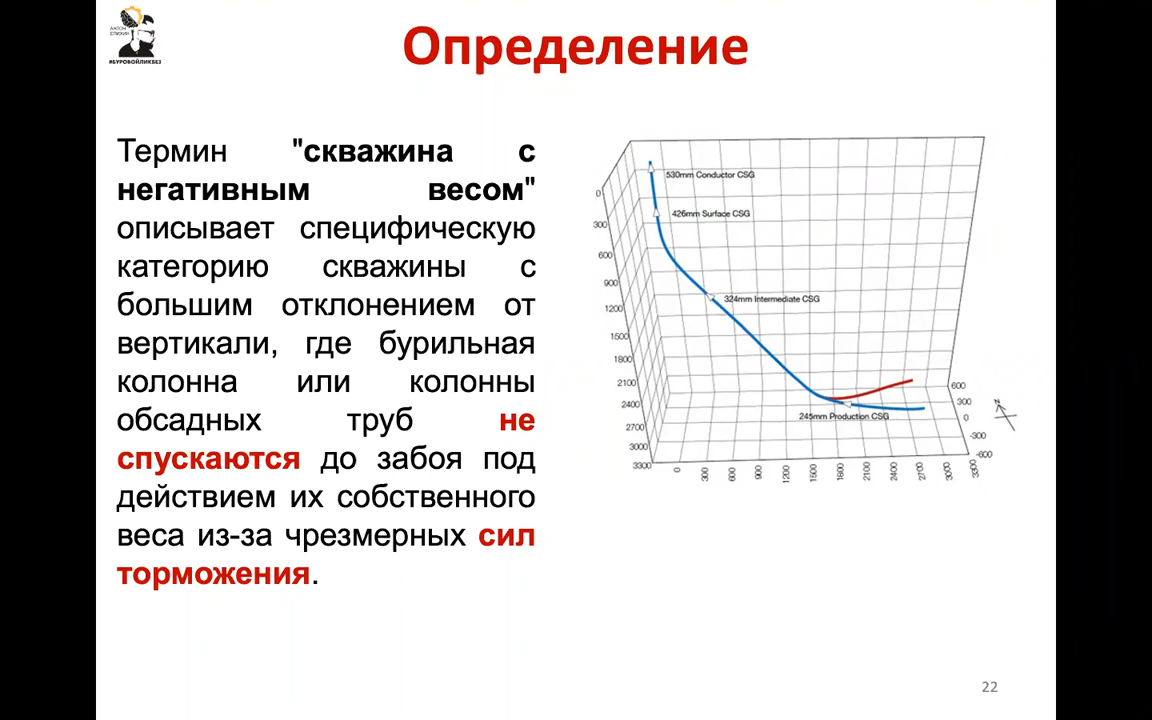 АНТОН
ЕПИХИН
#БУРОВОЙЛИКБЕЗ
Определение
Термин "скважина с
негативным весом"
описывает специфическую
категорию скважины с
большим отклонением от
вертикали, где бурильная
колонна или колонны
обсадных труб не
спускаются до забоя под
действием их собственного
веса из-за чрезмерных сил
торможения.
530mm Conductor CSG
426mm Surface CSG
324mm Intermediate CSG
245mm Production CSG
0
300
600
900
1200
1500
1800
2100
2400
2700
3000
3300
0
300
600
900
1200
1500
1800
2100
2400
2700
3000
3300
600
300
0
-300
-600
N
22